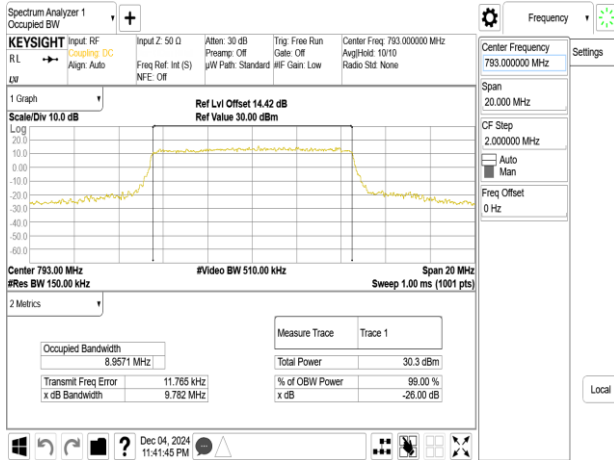 Spectrum Analyzer 1
Occupied BW
+
Frequency
KEYSIGHT
RL
LXI
Input: RF
Coupling: DC
Align: Auto
Input Z: 50 Ω
Freq Ref: Int (S)
NFE: Off
Atten: 30 dB
Preamp: Off
µW Path: Standard
Trig: Free Run
Gate: Off
#IF Gain: Low
Center Freq: 793.000000 MHz
Avg|Hold: 10/10
Radio Std: None
Center Frequency
793.000000 MHz
Settings
Span
20.000 MHz
CF Step
2.000000 MHz
Auto
Man
Freq Offset
0 Hz
Local
1 Graph
Scale/Div 10.0 dB
Ref Lvl Offset 14.42 dB
Ref Value 30.00 dBm
Log
20.0
10.0
0.00
-10.0
-20.0
-30.0
-40.0
-50.0
-60.0
Center 793.00 MHz
#Video BW 510.00 kHz
Span 20 MHz
#Res BW 150.00 kHz
Sweep 1.00 ms (1001 pts)
2 Metrics
Measure Trace Trace 1
Occupied Bandwidth
8.9571 MHz
Total Power 30.3 dBm
Transmit Freq Error 11.765 kHz
% of OBW Power 99.00 %
x dB Bandwidth 9.782 MHz
x dB -26.00 dB
?
Dec 04, 2024
11:41:45 PM